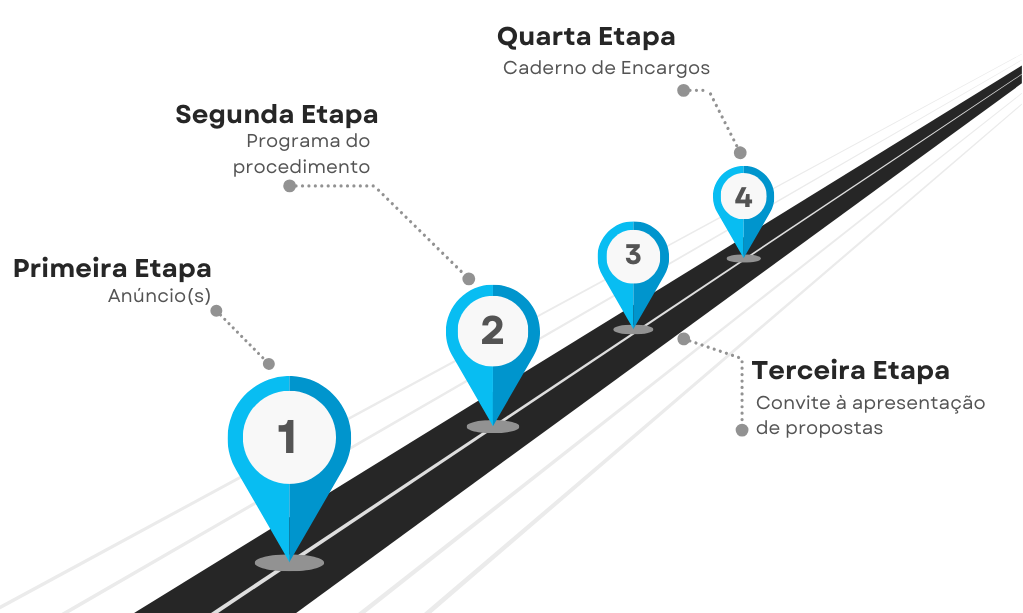 Primeira Etapa
Anúncio(s)
1
Segunda Etapa
Programa do
procedimento
2
Terceira Etapa
Convite à apresentação
de propostas
3
Quarta Etapa
Caderno de Encargos
4